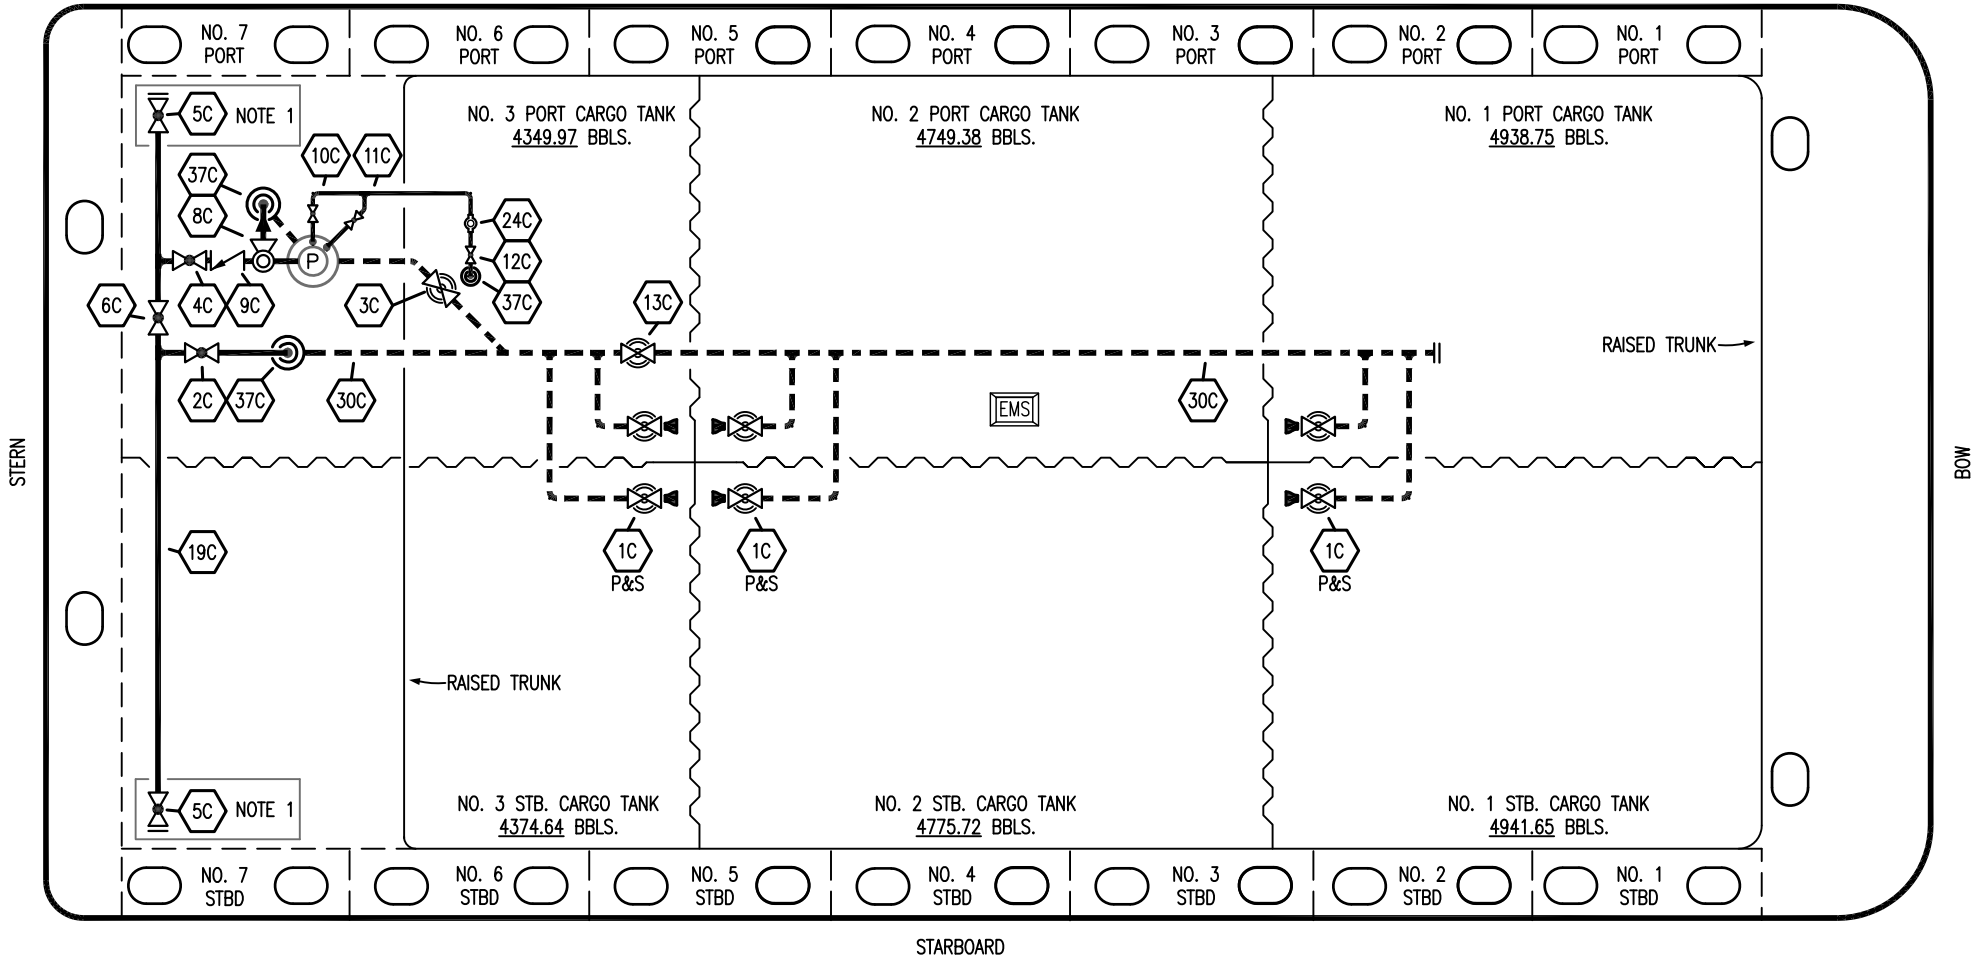 NO. 7
PORT
NO. 6
PORT
NO. 5
PORT
NO. 4
PORT
NO. 3
PORT
NO. 2
PORT
NO. 1
PORT
5C
NOTE 1
NO. 3 PORT CARGO TANK
4349.97 BBLS.
NO. 2 PORT CARGO TANK
4749.38 BBLS.
NO. 1 PORT CARGO TANK
4938.75 BBLS.
10C
11C
37C
8C
24C
P
12C
6C
4C
9C
3C
37C
13C
RAISED TRUNK
2C
37C
30C
EMS
30C
STERN
BOW
19C
1C
P&S
1C
P&S
1C
P&S
RAISED TRUNK
5C
NOTE 1
NO. 3 STB. CARGO TANK
4374.64 BBLS.
NO. 2 STB. CARGO TANK
4775.72 BBLS.
NO. 1 STB. CARGO TANK
4941.65 BBLS.
NO. 7
STBD
NO. 6
STBD
NO. 5
STBD
NO. 4
STBD
NO. 3
STBD
NO. 2
STBD
NO. 1
STBD
STARBOARD